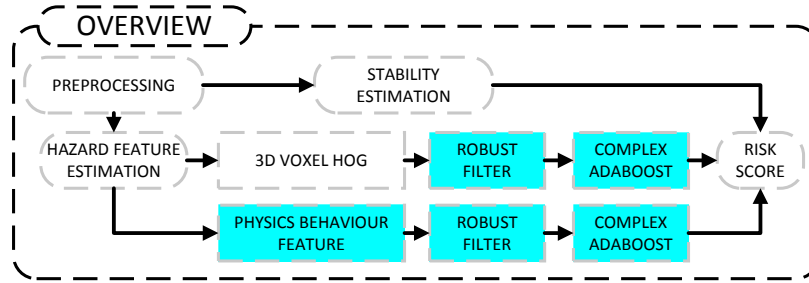 OVERVIEW
PREPROCESSING
STABILITY
ESTIMATION
HAZARD FEATURE
ESTIMATION
3D VOXEL HOG
ROBUST
FILTER
COMPLEX
ADABOOST
RISK
SCORE
PHYSICS BEHAVIOUR
FEATURE
ROBUST
FILTER
COMPLEX
ADABOOST